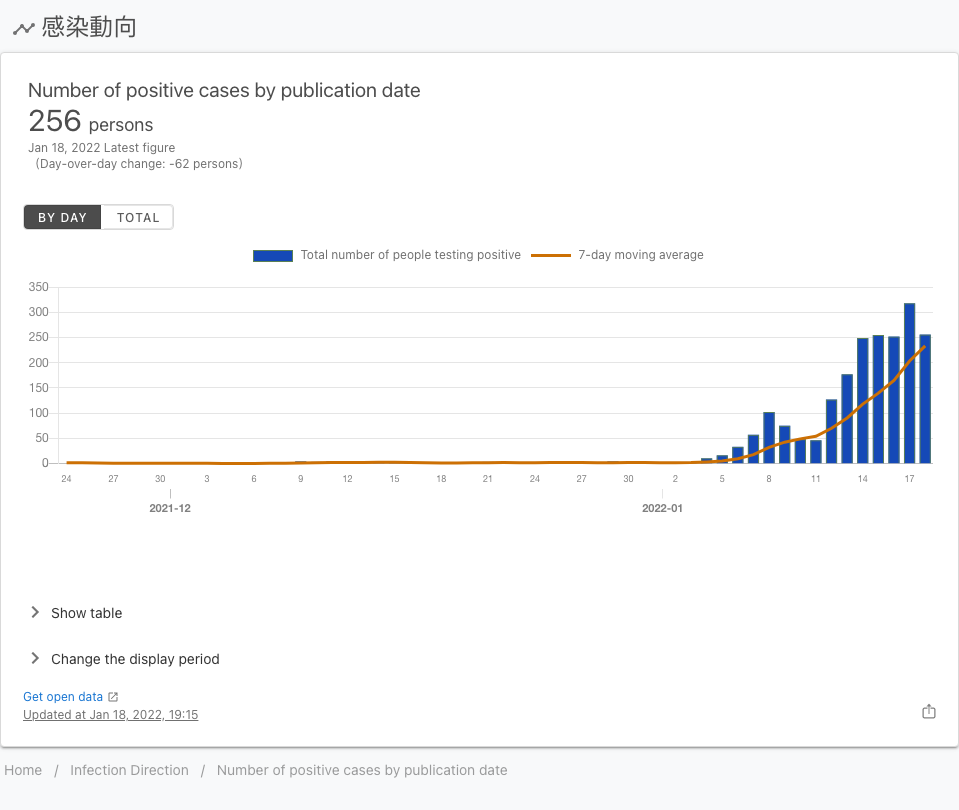 感染動向
Number of positive cases by publication date
256 persons
Jan 18, 2022 Latest figure
(Day-over-day change: -62 persons)
BY DAY TOTAL
Total number of people testing positive 7-day moving average
350
300
250
200
150
100
50
0
24 27 30 3 6 9 12 15 18 21 24 27 30 2 5 8 11 14 17
2021-12 2022-01
Show table
Change the display period
Get open data
Updated at Jan 18, 2022, 19:15
Home / Infection Direction / Number of positive cases by publication date